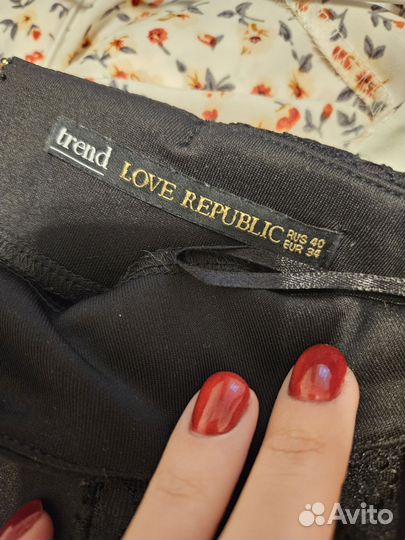 trend LOVE REPUBLIC RUS 40
EUR 34
Avito